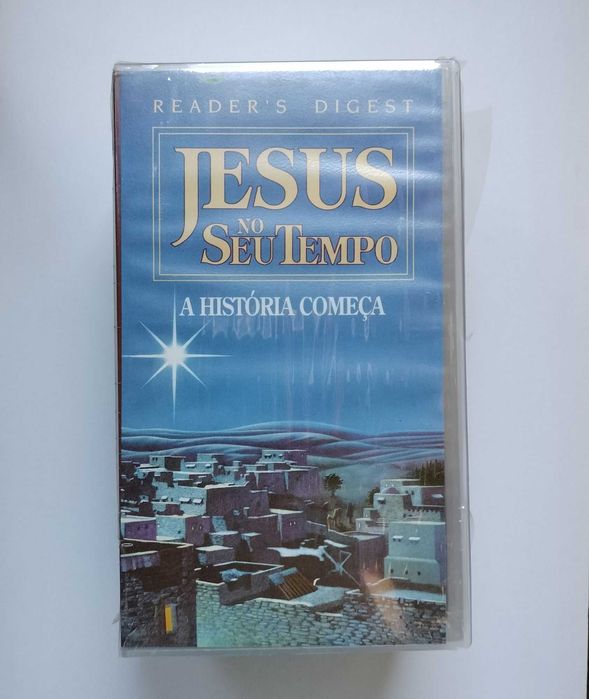 READER'S DIGEST
JESUS
NO
SEU TEMPO
A HISTÓRIA COMEÇA